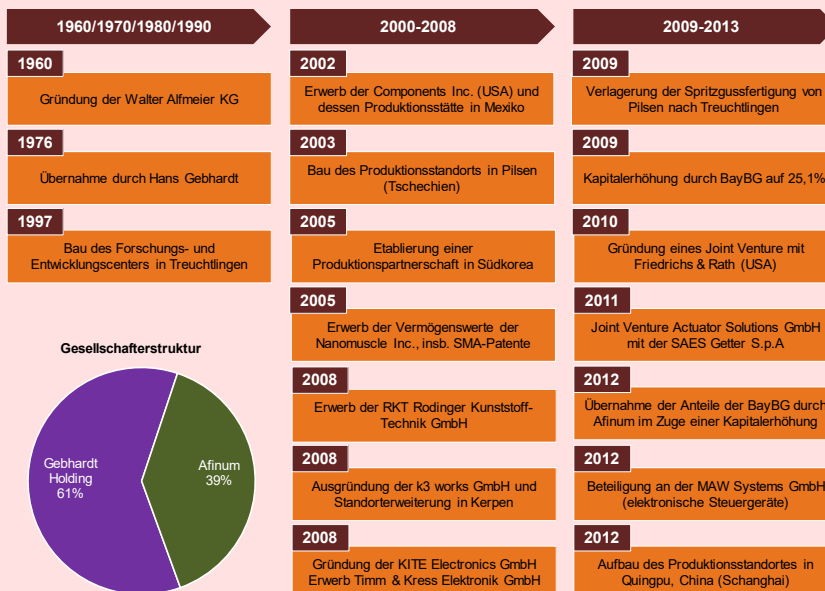 1960/1970/1980/1990
1960
Gründung der Walter Alfmeier KG
1976
Übernahme durch Hans Gebhardt
1997
Bau des Forschungs- und
Entwicklungscenters in Treuchtlingen
Gesellschafterstruktur
Gebhardt
Holding
61%
Afinum
39%
2000-2008
2002
Erwerb der Components Inc. (USA) und
dessen Produktionsstätte in Mexiko
2003
Bau des Produktionsstandorts in Pilsen
(Tschechien)
2005
Etablierung einer
Produktionspartnerschaft in Südkorea
2005
Erwerb der Vermögenswerte der
Nanomuscle Inc., insb. SMA-Patente
2008
Erwerb der RKT Rodinger Kunststoff-
Technik GmbH
2008
Ausgründung der k3 works GmbH und
Standorterweiterung in Kerpen
2008
Gründung der KITE Electronics GmbH
Erwerb Timm & Kress Elektronik GmbH
2009-2013
2009
Verlagerung der Spritzgussfertigung von
Pilsen nach Treuchtlingen
2009
Kapitalerhöhung durch BayBG auf 25,1%
2010
Gründung eines Joint Venture mit
Friedrichs & Rath (USA)
2011
Joint Venture Actuator Solutions GmbH
mit der SAES Getter S.p.A
2012
Übernahme der Anteile der BayBG durch
Afinum im Zuge einer Kapitalerhöhung
2012
Beteiligung an der MAW Systems GmbH
(elektronische Steuergeräte)
2012
Aufbau des Produktionsstandortes in
Quingpu, China (Schanghai)